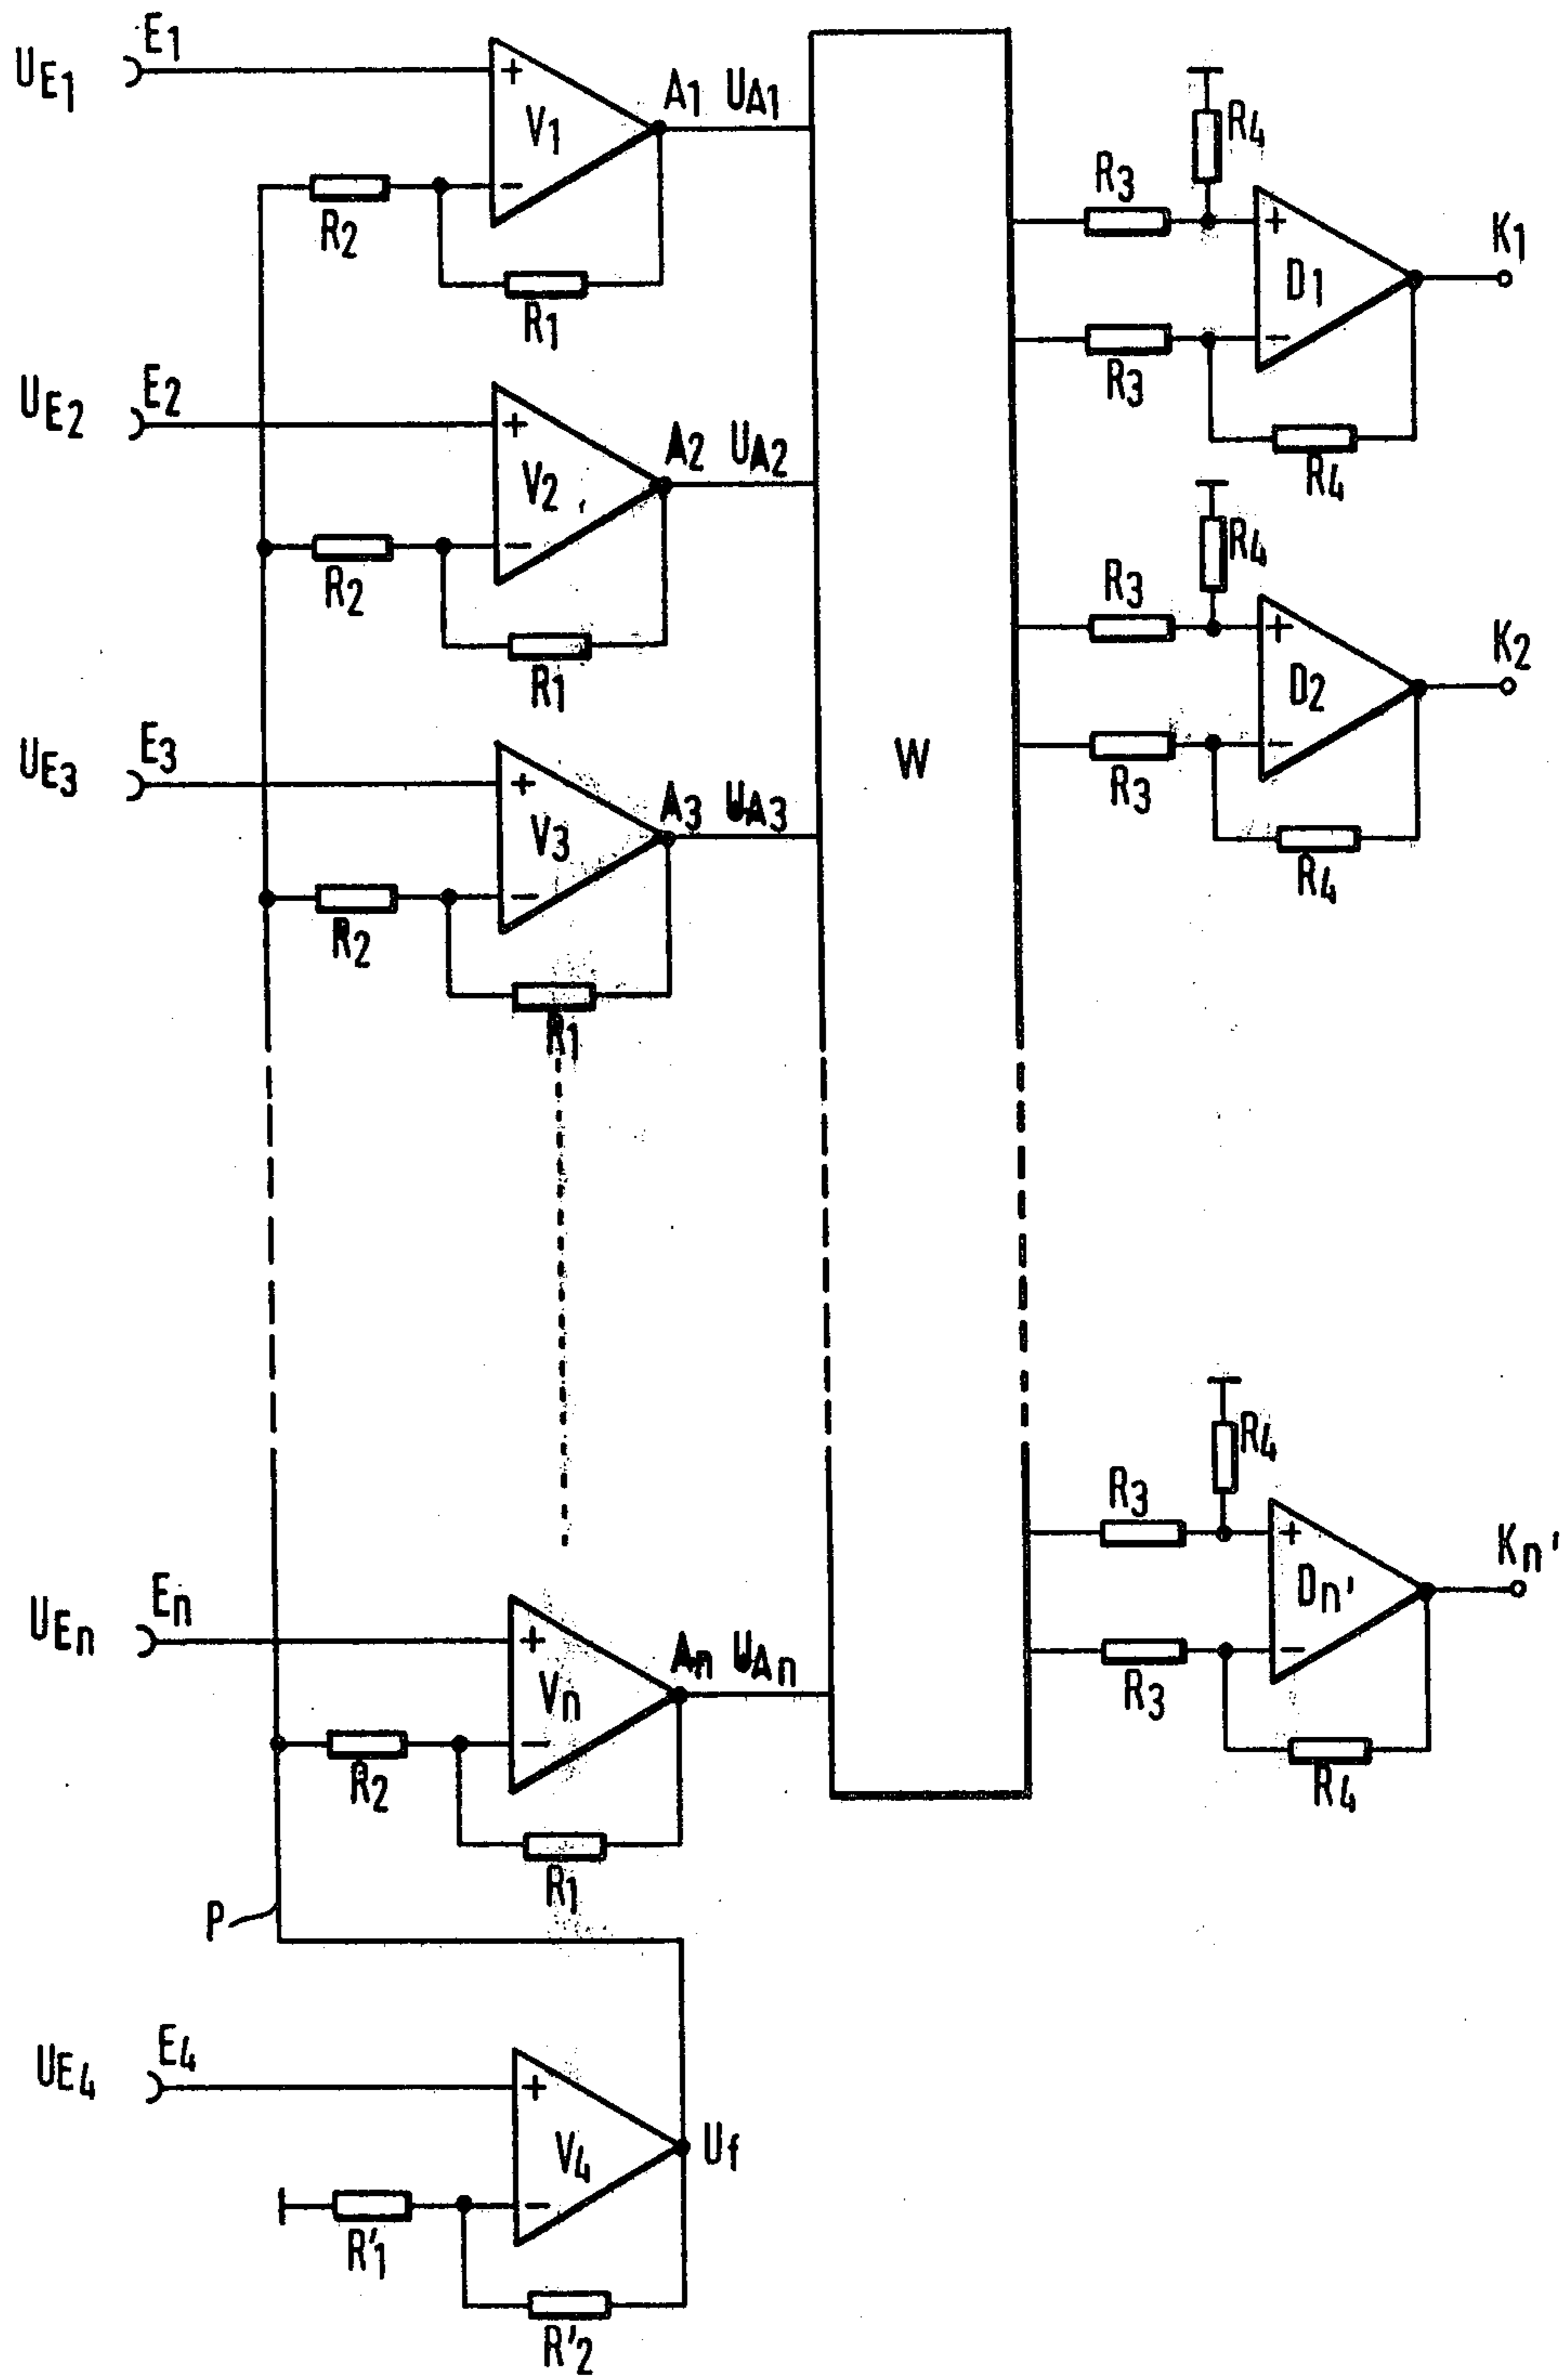 UE1 E1 + V1 − A1 UA1
R2
R1
UE2 E2 + V2 − A2 UA2
R2
R1
UE3 E3 + V3 − A3 UA3
R2
R1
UEn En + Vn − An UAn
R2
R1
P
UE4 E4 + V4 − Uf
R'1
R'2
W
R4
R3 + D1 − K1
R3
R4
R4
R3 + D2 − K2
R3
R4
R4
R3 + Dn' − Kn'
R3
R4